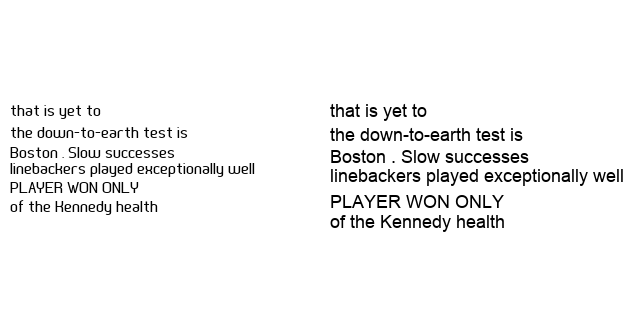 that is yet to
the down-to-earth test is
Boston . Slow successes
linebackers played exceptionally well
PLAYER WON ONLY
of the Kennedy health
that is yet to
the down-to-earth test is
Boston . Slow successes
linebackers played exceptionally well
PLAYER WON ONLY
of the Kennedy health